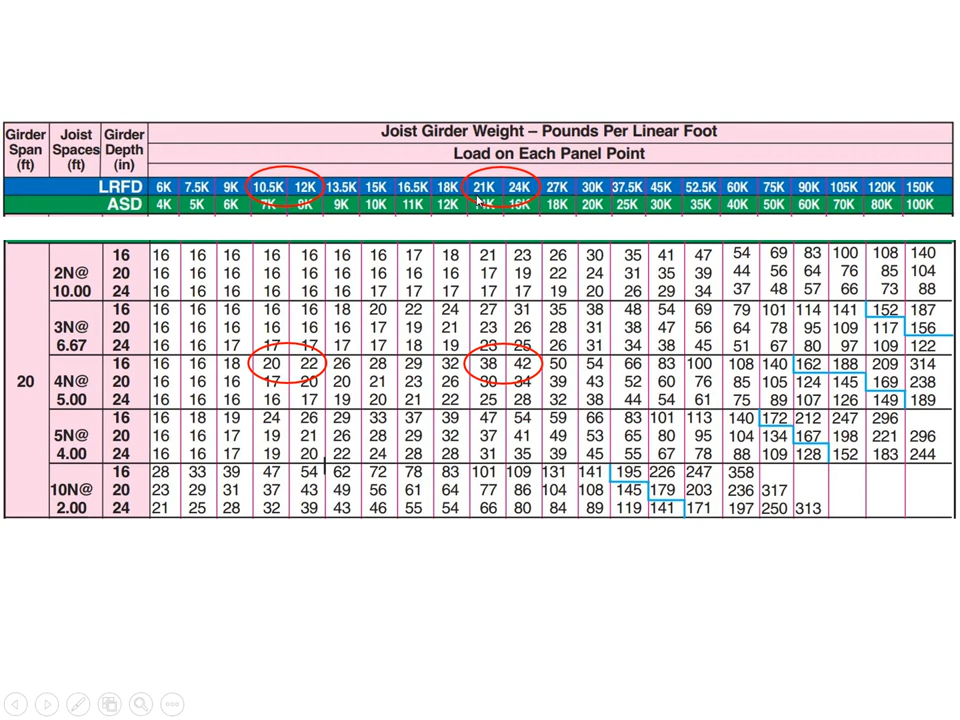 Girder Joist Girder Joist Girder Weight – Pounds Per Linear Foot
Span Spaces Depth Load on Each Panel Point
(ft) (ft) (in)
LRFD 6K 7.5K 9K 10.5K 12K 13.5K 15K 16.5K 18K 21K 24K 27K 30K 37.5K 45K 52.5K 60K 75K 90K 105K 120K 150K
ASD 4K 5K 6K 7K 8K 9K 10K 11K 12K 16K 18K 20K 25K 30K 35K 40K 50K 60K 70K 80K 100K
16 16 16 16 16 16 16 16 17 18 21 23 26 30 35 41 47 54 69 83 100 108 140
2N@ 20 16 16 16 16 16 16 16 16 16 17 19 22 24 31 35 39 44 56 64 76 85 104
10.00 24 16 16 16 16 16 16 17 17 17 17 17 19 20 26 29 34 37 48 57 66 73 88
16 16 16 16 16 16 18 20 22 24 27 31 35 38 48 54 69 79 101 114 141 152 187
3N@ 20 16 16 16 16 16 16 17 19 21 23 26 28 31 38 47 56 64 78 95 109 117 156
6.67 24 16 16 17 17 17 17 17 18 19 23 25 26 31 34 38 45 51 67 80 97 109 122
16 16 16 18 20 22 26 28 29 32 38 42 50 54 66 83 100 108 140 162 188 209 314
20 4N@ 20 16 16 16 17 20 20 21 23 26 30 34 39 43 52 60 76 85 105 124 145 169 238
5.00 24 16 16 16 16 17 19 20 21 22 25 28 32 38 44 54 61 75 89 107 126 149 189
16 16 18 19 24 26 29 33 37 39 47 54 59 66 83 101 113 140 172 212 247 296
5N@ 20 16 16 17 19 21 26 28 29 32 37 41 49 53 65 80 95 104 134 167 198 221 296
4.00 24 16 16 17 19 20 22 24 28 28 31 35 39 45 55 67 78 88 109 128 152 183 244
16 28 33 39 47 54 62 72 78 83 101 109 131 141 195 226 247 358
10N@ 20 23 29 31 37 43 49 56 61 64 77 86 104 108 145 179 203 236 317
2.00 24 21 25 28 32 39 43 46 55 54 66 80 84 89 119 141 171 197 250 313